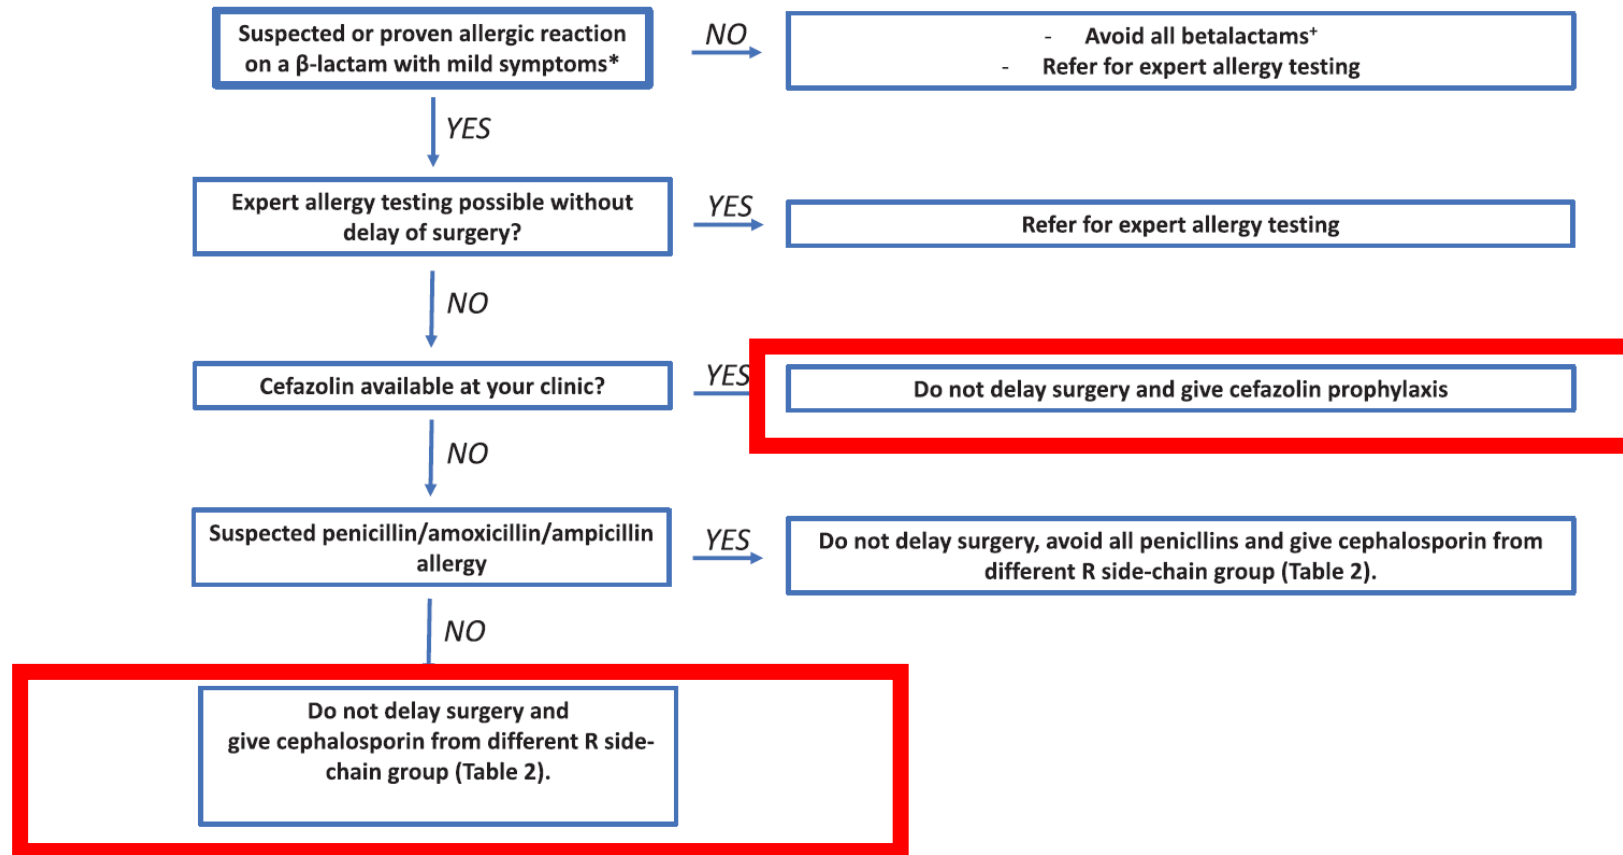 Suspected or proven allergic reaction
on a β-lactam with mild symptoms*
NO
- Avoid all betalactams⁺
- Refer for expert allergy testing
YES
Expert allergy testing possible without
delay of surgery?
YES
Refer for expert allergy testing
NO
Cefazolin available at your clinic?
YES
Do not delay surgery and give cefazolin prophylaxis
NO
Suspected penicillin/amoxicillin/ampicillin
allergy
YES
Do not delay surgery, avoid all penicllins and give cephalosporin from
different R side-chain group (Table 2).
NO
Do not delay surgery and
give cephalosporin from different R side-
chain group (Table 2).